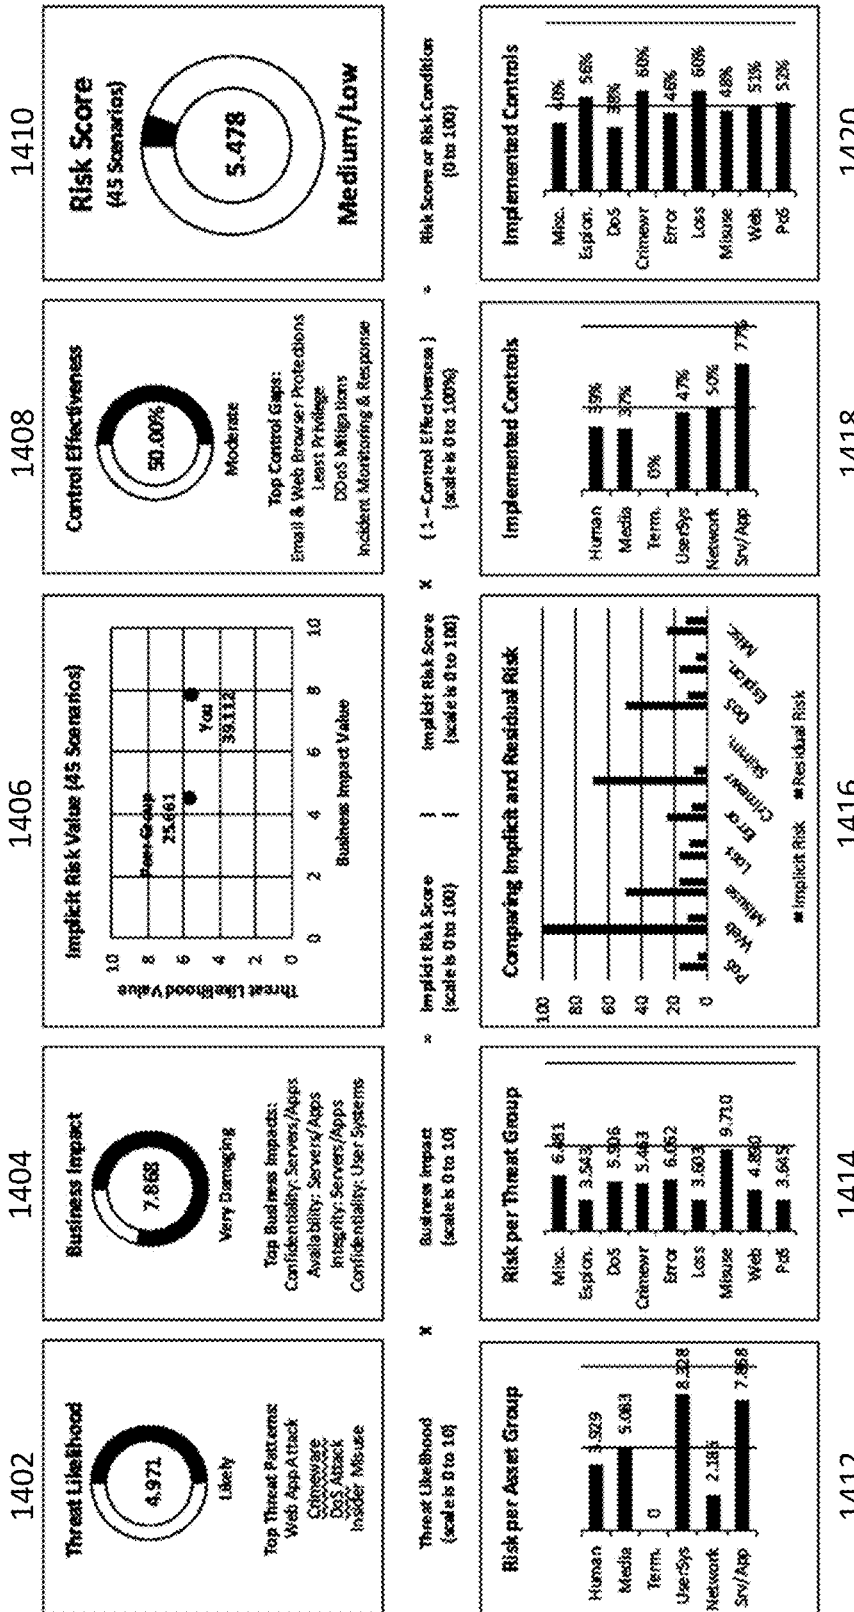 1402
1404
1406
1408
1410
Threat Likelihood
4.971
Likely
Top Threat Patterns:
Web App Attack
Crimeware
DoS Attack
Insider Misuse
Business Impact
7.868
Very Damaging
Top Business Impacts:
Confidentiality: Servers/Apps
Availability: Servers/Apps
Integrity: Servers/Apps
Confidentiality: User Systems
Implicit Risk Value (45 Scenarios)
Threat Likelihood Value
10
8
6
4
2
0
Peer Group
25.661
You
39.112
0 2 4 6 8 10
Business Impact Value
Control Effectiveness
50.00%
Moderate
Top Control Gaps:
Email & Web Browser Protections
Least Privilege
DDoS Mitigations
Incident Monitoring & Response
Risk Score
(45 Scenarios)
5.478
Medium/Low
Threat Likelihood
(scale is 0 to 10)
x
Business Impact
(scale is 0 to 10)
=
Implicit Risk Score
(scale is 0 to 100)
Implicit Risk Score
(scale is 0 to 100)
x
(1 – Control Effectiveness)
(scale is 0 to 100%)
=
Risk Score or Risk Condition
(0 to 100)
Risk per Asset Group
Human 3.929
Media 5.063
Term. 0
UserSys 8.328
Network
Srv/App 7.868
Risk per Threat Group
Misc. 6.481
Espion. 3.543
DoS
Crimewr 5.463
Error 6.052
Loss 3.603
Misuse 9.710
Web
PoS 3.645
Comparing Implicit and Residual Risk
100
80
60
40
20
0
PoS Web Misuse Loss Error Crimewr Skimm. DoS Espion. Misc.
Implicit Risk Residual Risk
Implemented Controls
Human 39%
Media 37%
Term. 0%
UserSys 47%
Network 50%
Srv/App 77%
Implemented Controls
Misc. 40%
Espion. 56%
DoS 38%
Crimewr 60%
Error 46%
Loss 60%
Misuse 48%
Web 51%
PoS 52%
1412
1414
1416
1418
1420